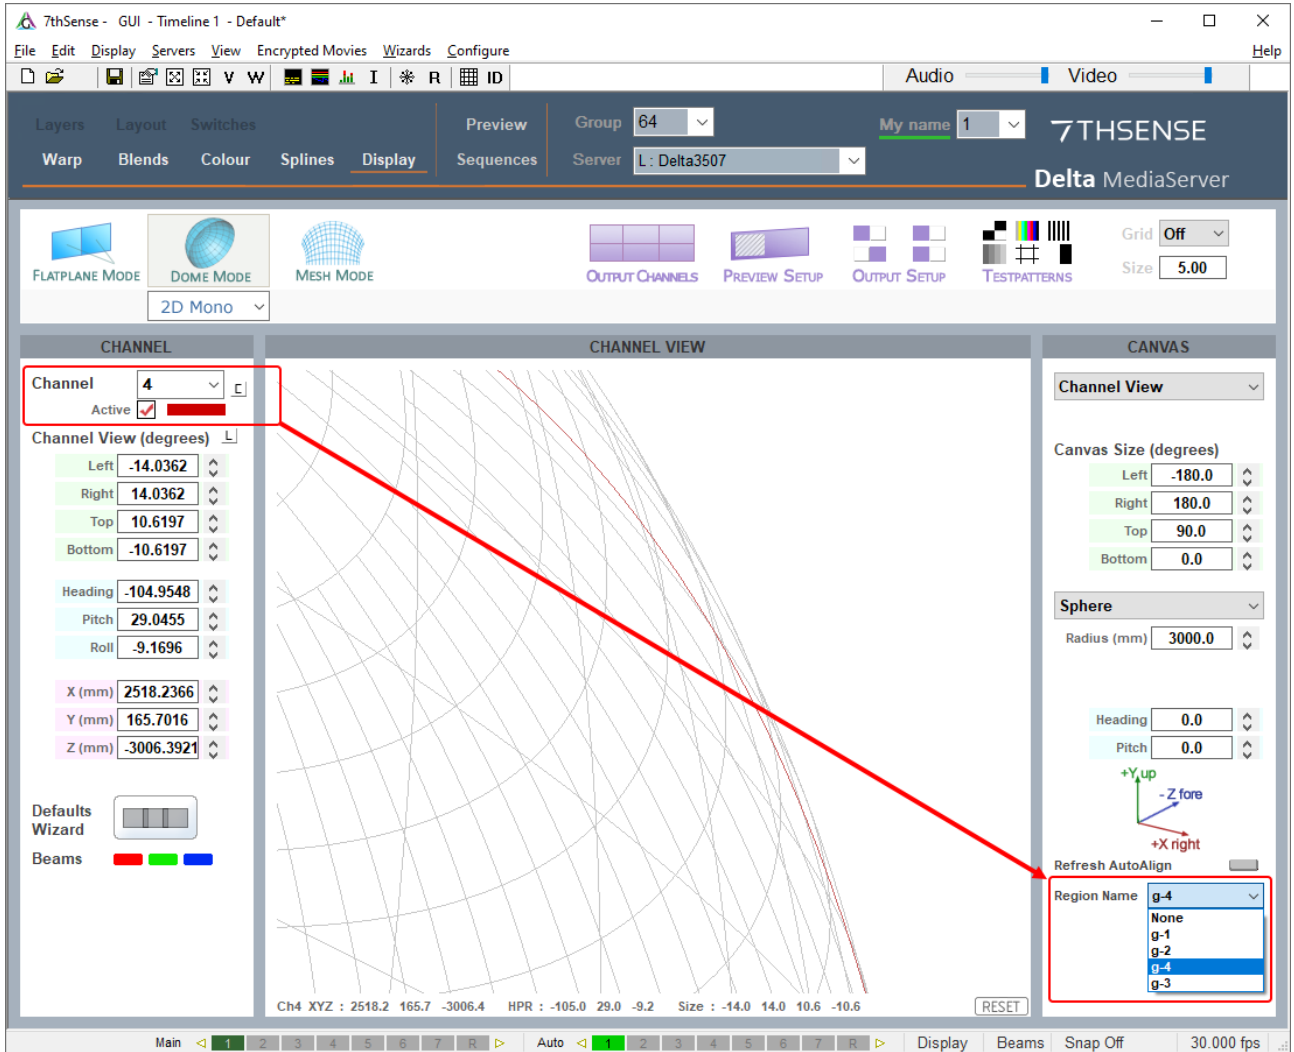 7thSense - GUI - Timeline 1 - Default*
File Edit Display Servers View Encrypted Movies Wizards Configure Help
V W I R ID Audio Video
Layers Layout Switches Preview Group 64 My name 1 7THSENSE
Warp Blends Colour Splines Display Sequences Server L : Delta3507
Delta MediaServer
Grid Off
FLATPLANE MODE DOME MODE MESH MODE OUTPUT CHANNELS PREVIEW SETUP OUTPUT SETUP TESTPATTERNS Size 5.00
2D Mono
CHANNEL CHANNEL VIEW CANVAS
Channel 4 C
Active
Channel View (degrees) L
Left -14.0362
Right 14.0362
Top 10.6197
Bottom -10.6197
Heading -104.9548
Pitch 29.0455
Roll -9.1696
X (mm) 2518.2366
Y (mm) 165.7016
Z (mm) -3006.3921
Defaults
Wizard
Beams
Ch4 XYZ : 2518.2 165.7 -3006.4 HPR : -105.0 29.0 -9.2 Size : -14.0 14.0 10.6 -10.6 RESET
Channel View
Canvas Size (degrees)
Left -180.0
Right 180.0
Top 90.0
Bottom 0.0
Sphere
Radius (mm) 3000.0
Heading 0.0
Pitch 0.0
+Y up
- Z fore
+X right
Refresh AutoAlign
Region Name g-4
None
g-1
g-2
g-4
g-3
Main 1 2 3 4 5 6 7 R Auto 1 2 3 4 5 6 7 R Display Beams Snap Off 30.000 fps